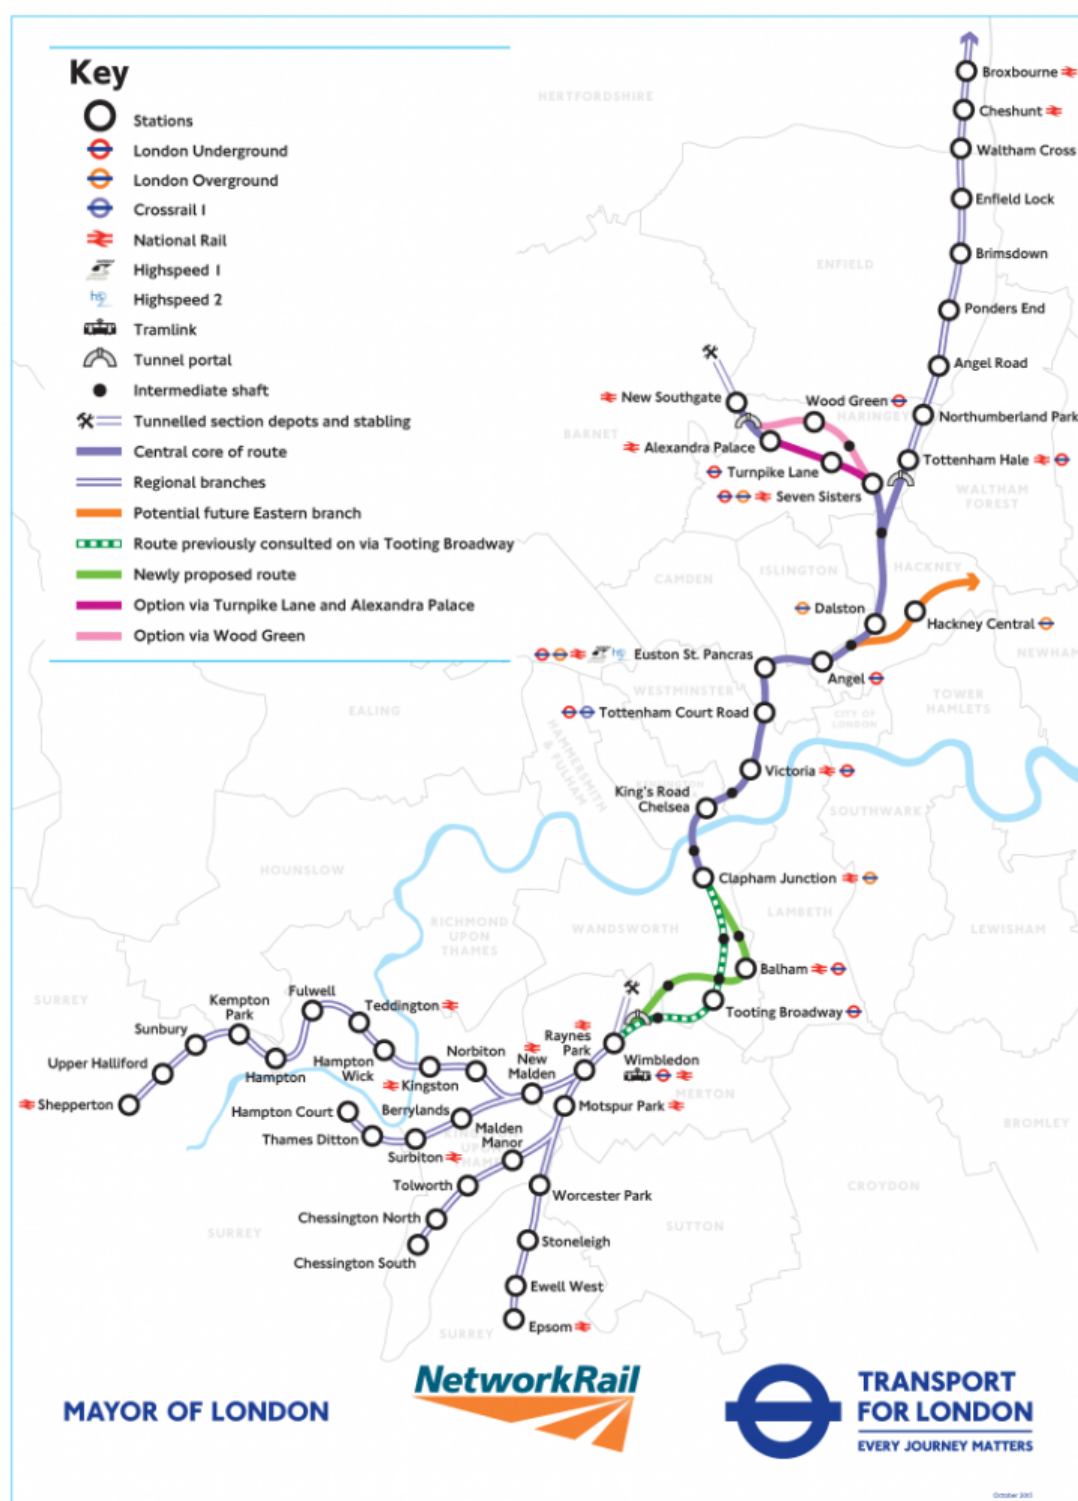 Key
Stations
London Underground
London Overground
Crossrail 1
National Rail
Highspeed 1
Highspeed 2
Tramlink
Tunnel portal
Intermediate shaft
Tunnelled section depots and stabling
Central core of route
Regional branches
Potential future Eastern branch
Route previously consulted on via Tooting Broadway
Newly proposed route
Option via Turnpike Lane and Alexandra Palace
Option via Wood Green
HERTFORDSHIRE
Broxbourne
Cheshunt
Waltham Cross
Enfield Lock
Brimsdown
ENFIELD
Ponders End
Angel Road
New Southgate
Wood Green
HARINGEY
Northumberland Park
BARNET
Alexandra Palace
Tottenham Hale
Turnpike Lane
Seven Sisters
WALTHAM
FOREST
CAMDEN
ISLINGTON
HACKNEY
Dalston
Hackney Central
hs2
Euston St. Pancras
Angel
NEWHAM
WESTMINSTER
TOWER
HAMLETS
EALING
Tottenham Court Road
CITY OF
LONDON
HAMMERSMITH
& FULHAM
Victoria
KENSINGTON
King's Road
Chelsea
SOUTHWARK
HOUNSLOW
Clapham Junction
LAMBETH
RICHMOND
UPON
THAMES
WANDSWORTH
LEWISHAM
Balham
SURREY
Kempton
Park
Fulwell
Teddington
Tooting Broadway
Sunbury
Raynes
Park
Upper Halliford
Hampton
Hampton
Wick
Norbiton
New
Malden
Wimbledon
Kingston
Shepperton
Hampton Court
Berrylands
Motspur Park
MERTON
Thames Ditton
Malden
Manor
BROMLEY
Surbiton
Tolworth
Worcester Park
CROYDON
Chessington North
SURREY
SUTTON
Stoneleigh
Chessington South
Ewell West
Epsom
SURREY
MAYOR OF LONDON
NetworkRail
TRANSPORT
FOR LONDON
EVERY JOURNEY MATTERS
October 2015